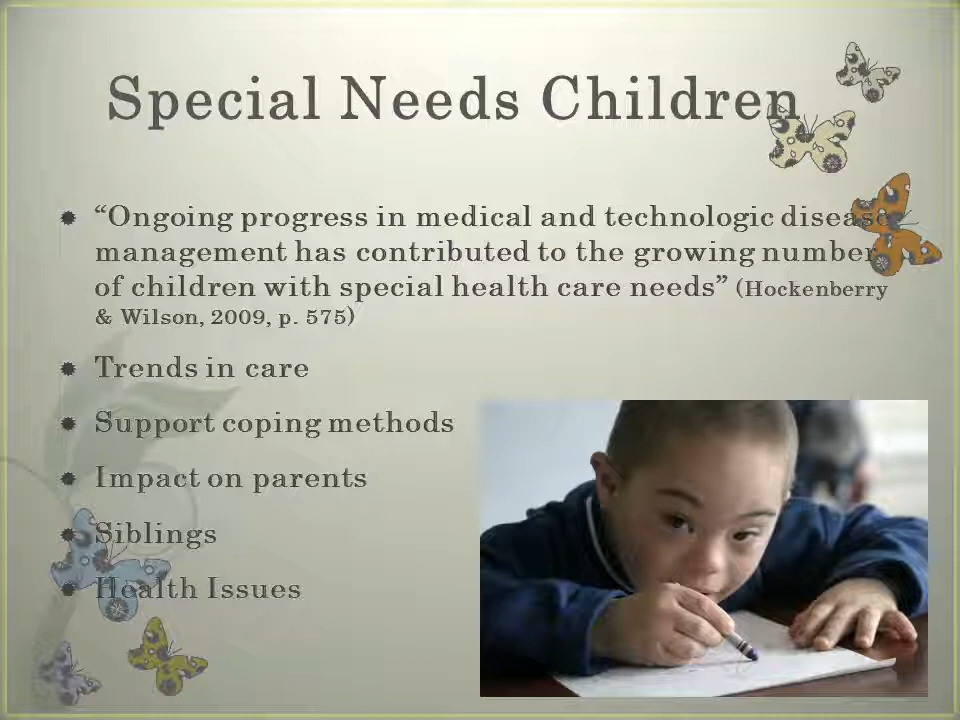 Special Needs Children
“Ongoing progress in medical and technologic disease
management has contributed to the growing number
of children with special health care needs” (Hockenberry
& Wilson, 2009, p. 575)
Trends in care
Support coping methods
Impact on parents
Siblings
Health Issues